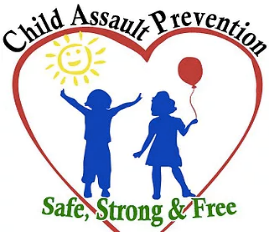 Child Assault Prevention
Safe, Strong & Free